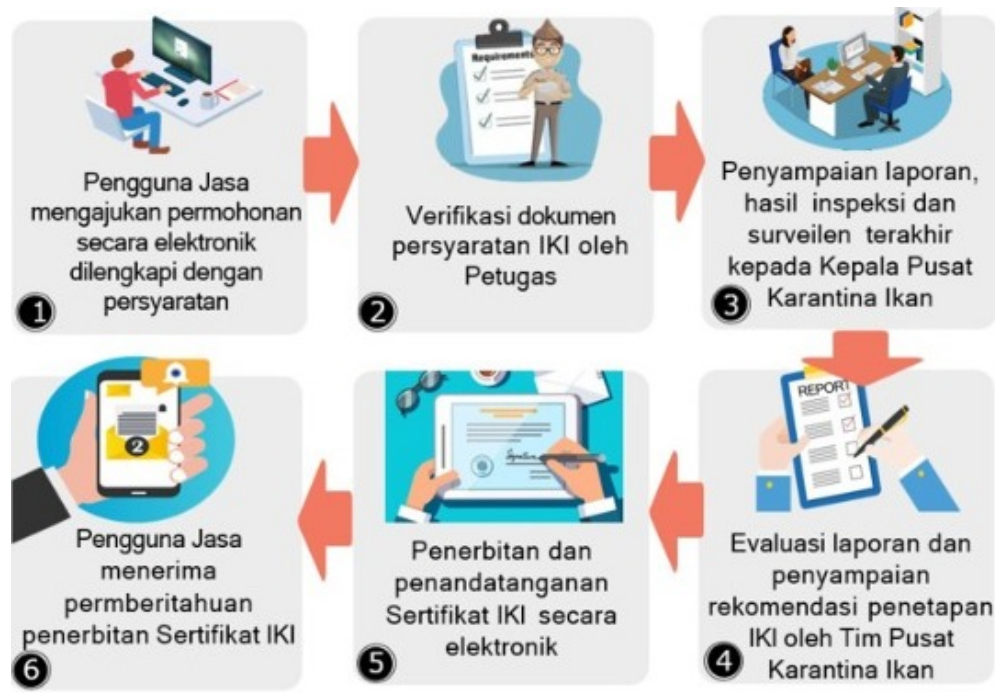 Pengguna Jasa
mengajukan permohonan
secara elektronik
dilengkapi dengan
persyaratan
1
Requirements
Verifikasi dokumen
persyaratan IKI oleh
Petugas
2
Penyampaian laporan,
hasil inspeksi dan
surveilen terakhir
kepada Kepala Pusat
Karantina Ikan
3
REPORT
Evaluasi laporan dan
penyampaian
rekomendasi penetapan
IKI oleh Tim Pusat
Karantina Ikan
4
Signature
Penerbitan dan
penandatanganan
Sertifikat IKI secara
elektronik
5
2
Pengguna Jasa
menerima
permberitahuan
penerbitan Sertifikat IKI
6